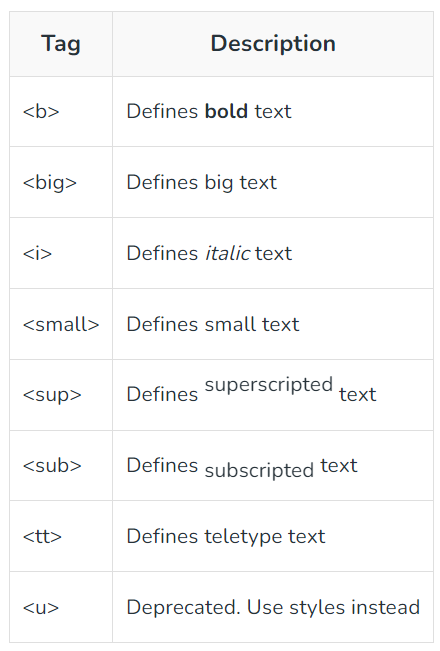 Tag Description
<b> Defines bold text
<big> Defines big text
<i> Defines italic text
<small> Defines small text
<sup> Defines superscripted text
<sub> Defines subscripted text
<tt> Defines teletype text
<u> Deprecated. Use styles instead